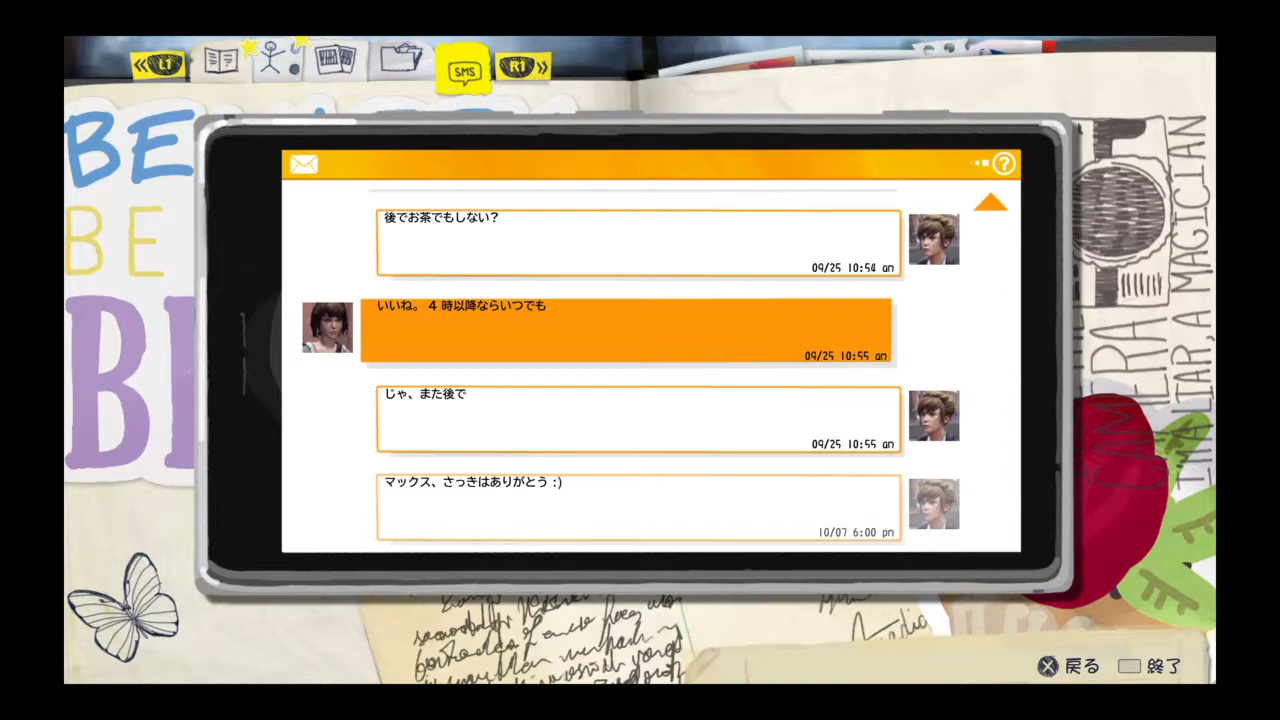 LT
SMS
R1
BE
BE
後でお茶でもしない?
09/25 10:54 am
いいね。 4 時以降ならいつでも
09/25 10:55 am
じゃ、また後で
09/25 10:55 am
マックス、さっきはありがとう :)
10/07 6:00 pm
CAMERA
I'M A LIAR, A MAGICIAN
戻る
終了